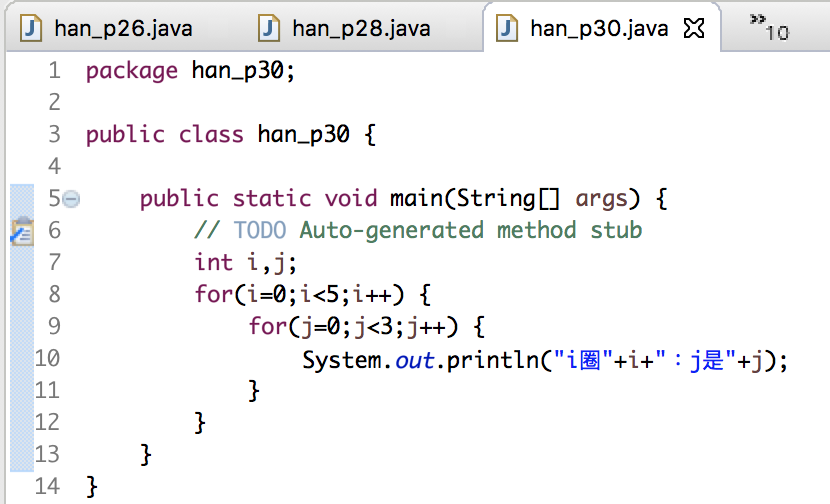 han_p26.java han_p28.java han_p30.java »10
1 package han_p30;
2
3 public class han_p30 {
4
5 public static void main(String[] args) {
6 // TODO Auto-generated method stub
7 int i,j;
8 for(i=0;i<5;i++) {
9 for(j=0;j<3;j++) {
10 System.out.println("i圈"+i+"：j是"+j);
11 }
12 }
13 }
14 }